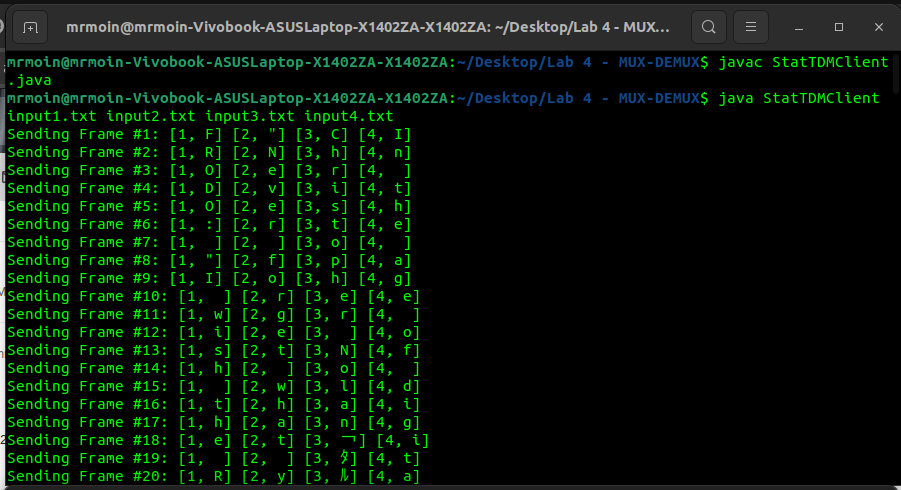 mrmoin@mrmoin-Vivobook-ASUSLaptop-X1402ZA-X1402ZA: ~/Desktop/Lab 4 - MUX...
mrmoin@mrmoin-Vivobook-ASUSLaptop-X1402ZA-X1402ZA:~/Desktop/Lab 4 - MUX-DEMUX$ javac StatTDMClient
.java
mrmoin@mrmoin-Vivobook-ASUSLaptop-X1402ZA-X1402ZA:~/Desktop/Lab 4 - MUX-DEMUX$ java StatTDMClient
input1.txt input2.txt input3.txt input4.txt
Sending Frame #1: [1, F] [2, "] [3, C] [4, I]
Sending Frame #2: [1, R] [2, N] [3, h] [4, n]
Sending Frame #3: [1, O] [2, e] [3, r] [4,  ]
Sending Frame #4: [1, D] [2, v] [3, i] [4, t]
Sending Frame #5: [1, O] [2, e] [3, s] [4, h]
Sending Frame #6: [1, :] [2, r] [3, t] [4, e]
Sending Frame #7: [1,  ] [2,  ] [3, o] [4,  ]
Sending Frame #8: [1, "] [2, f] [3, p] [4, a]
Sending Frame #9: [1, I] [2, o] [3, h] [4, g]
Sending Frame #10: [1,  ] [2, r] [3, e] [4, e]
Sending Frame #11: [1, w] [2, g] [3, r] [4,  ]
Sending Frame #12: [1, i] [2, e] [3,  ] [4, o]
Sending Frame #13: [1, s] [2, t] [3, N] [4, f]
Sending Frame #14: [1, h] [2,  ] [3, o] [4,  ]
Sending Frame #15: [1,  ] [2, w] [3, l] [4, d]
Sending Frame #16: [1, t] [2, h] [3, a] [4, i]
Sending Frame #17: [1, h] [2, a] [3, n] [4, g]
Sending Frame #18: [1, e] [2, t] [3, ￢] [4, i]
Sending Frame #19: [1,  ] [2,  ] [3, ﾀ] [4, t]
Sending Frame #20: [1, R] [2, y] [3, ﾙ] [4, a]